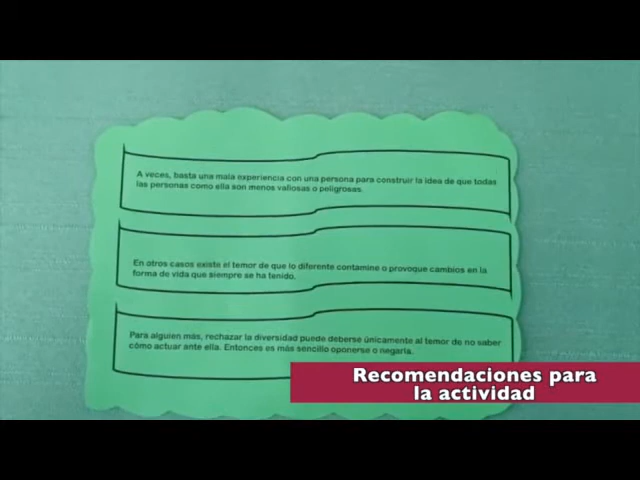 A veces, basta una mala experiencia con una persona para construir la idea de que todas
las personas como ella son menos valiosas o peligrosas.
En otros casos existe el temor de que lo diferente contamine o provoque cambios en la
forma de vida que siempre se ha tenido.
Para alguien más, rechazar la diversidad puede deberse únicamente al temor de no saber
cómo actuar ante ella. Entonces es más sencillo oponerse o negarla.
Recomendaciones para
la actividad